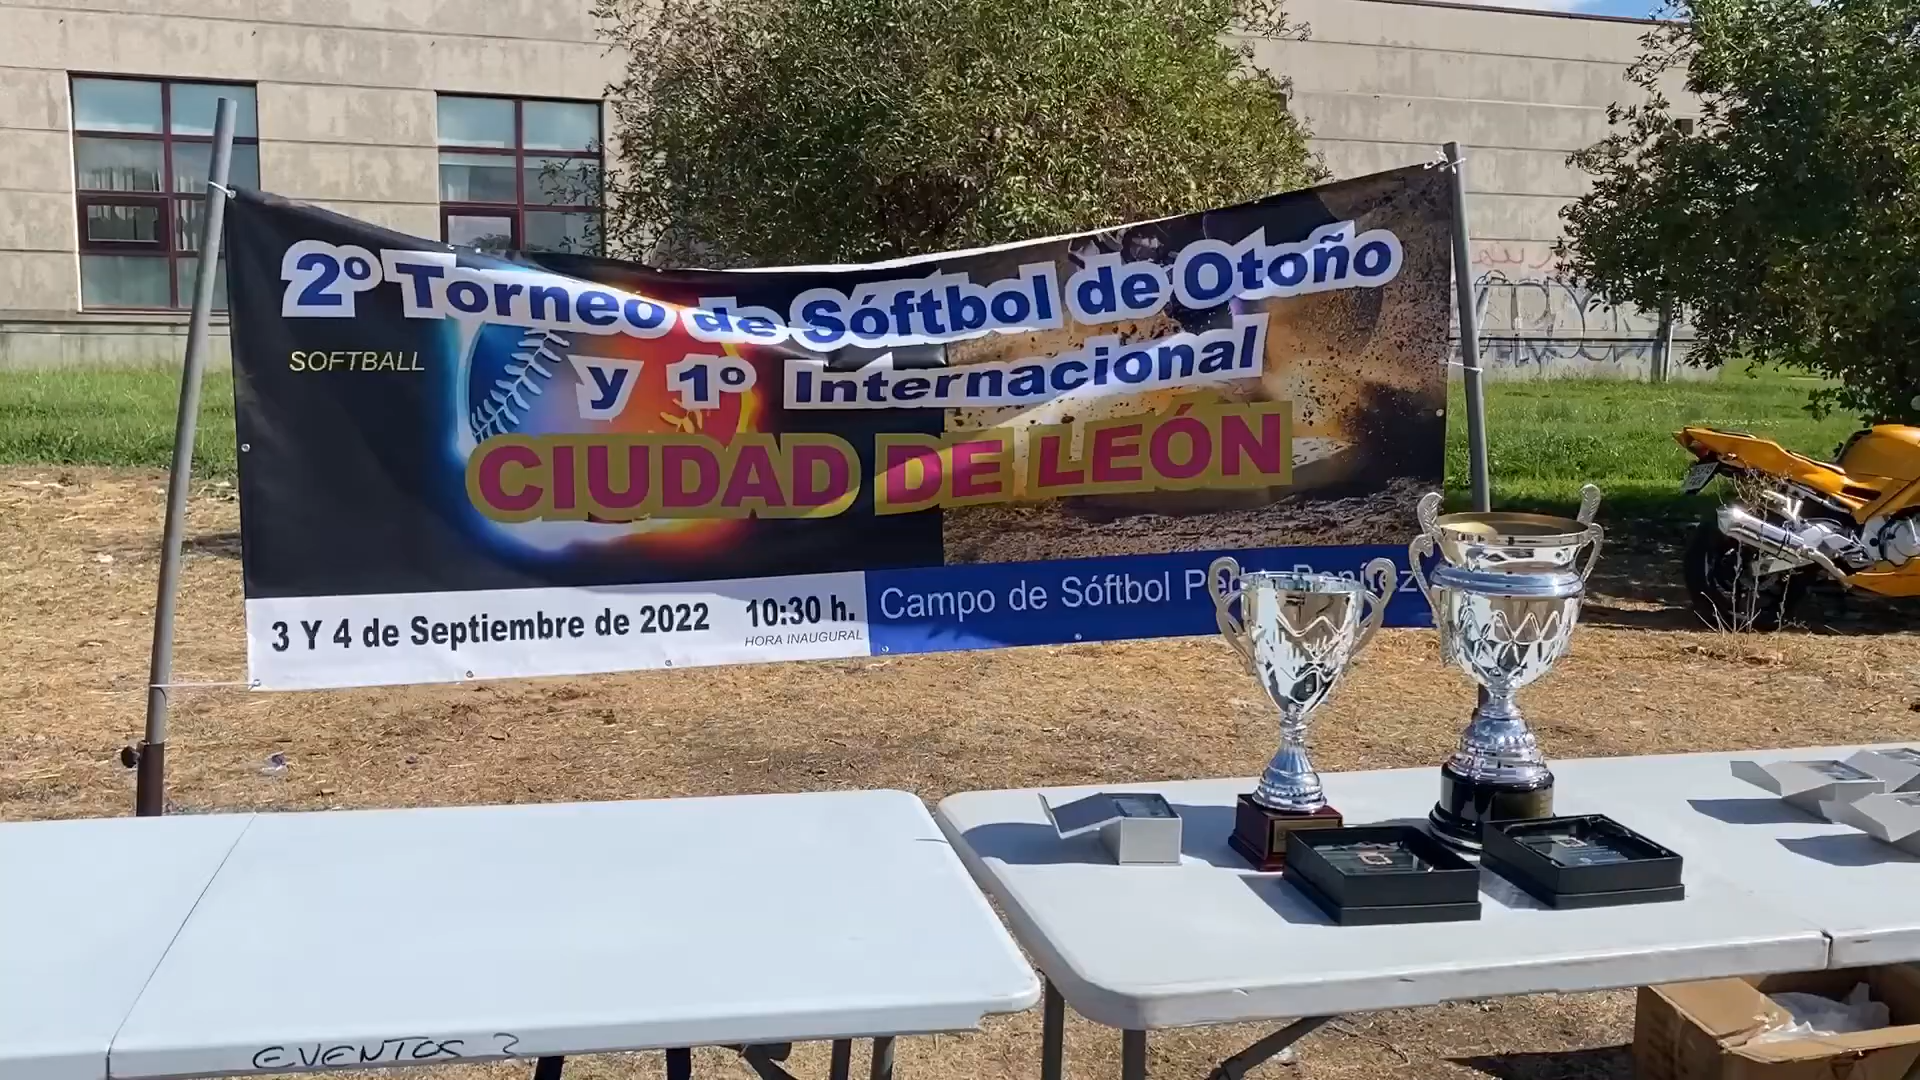 2º Torneo de Sóftbol de Otoño
SOFTBALL
y 1º Internacional
CIUDAD DE LEÓN
3 Y 4 de Septiembre de 2022 10:30 h.
HORA INAUGURAL
Campo de Sóftbol
EVENTOS